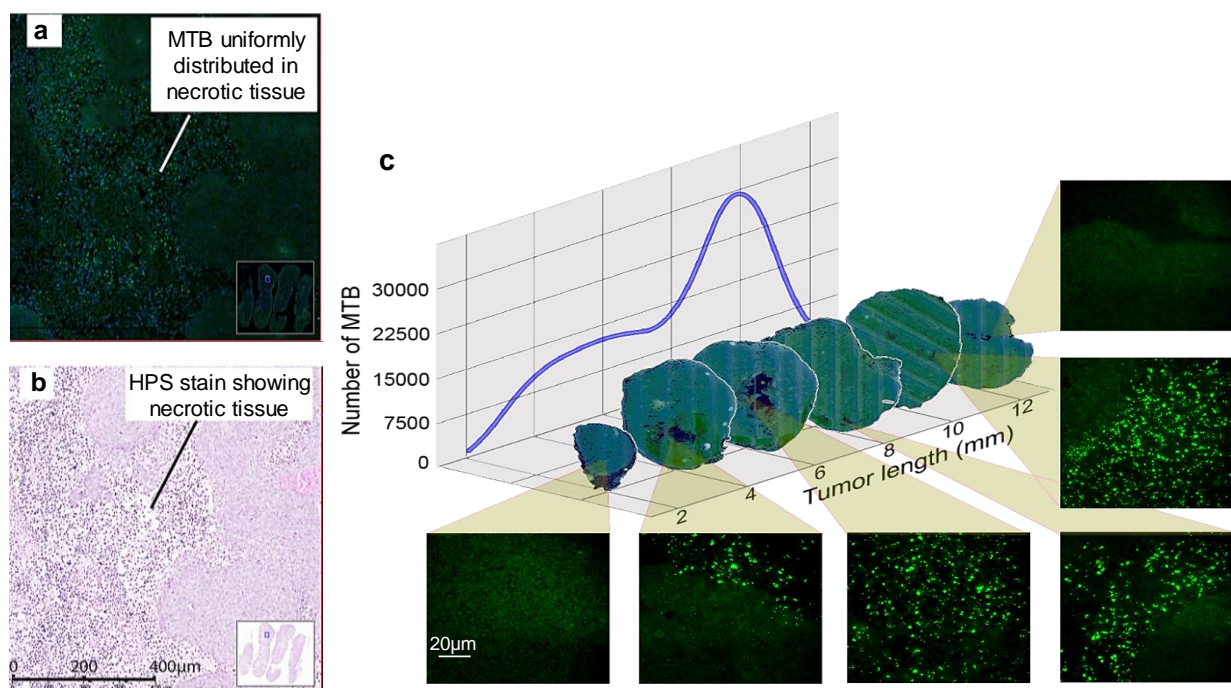 a
MTB uniformly
distributed in
necrotic tissue
b
HPS stain showing
necrotic tissue
0 200 400µm
c
Number of MTB
30000
22500
15000
7500
0
2
4
6
8
10
12
Tumor length (mm)
20µm